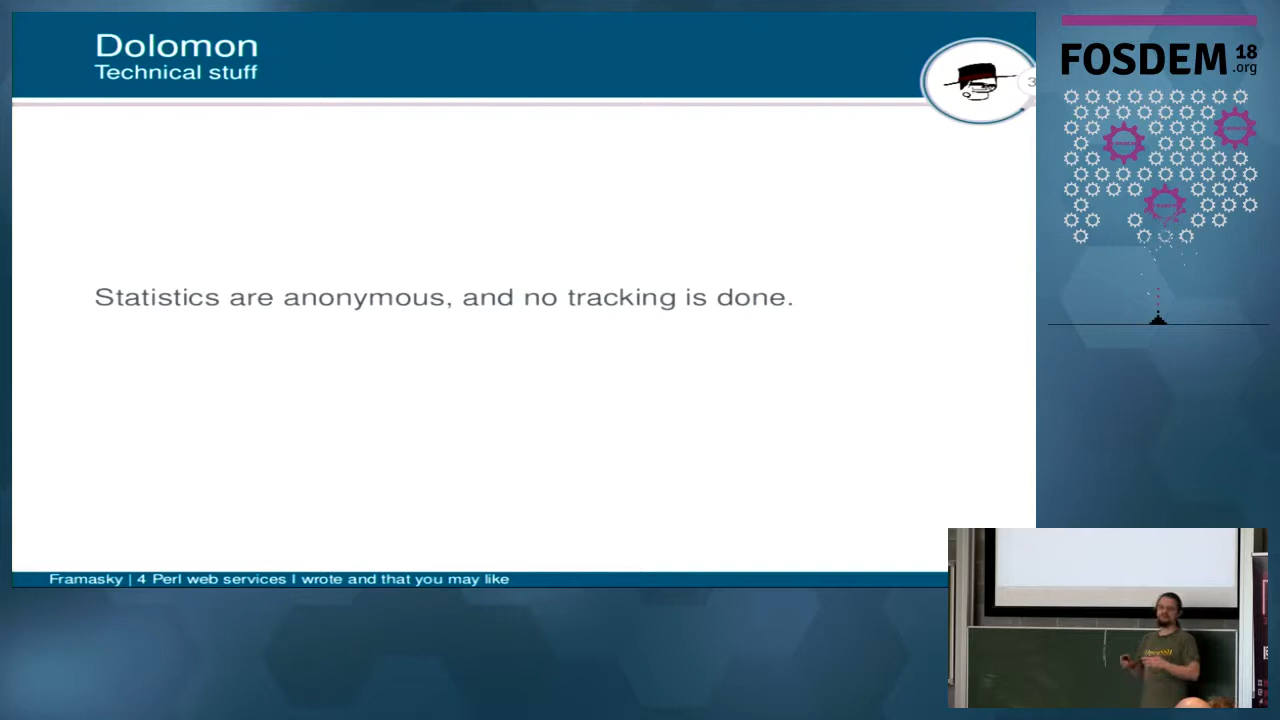 Dolomon
Technical stuff
3
Statistics are anonymous, and no tracking is done.
Framasky | 4 Perl web services I wrote and that you may like
FOSDEM 18
.org